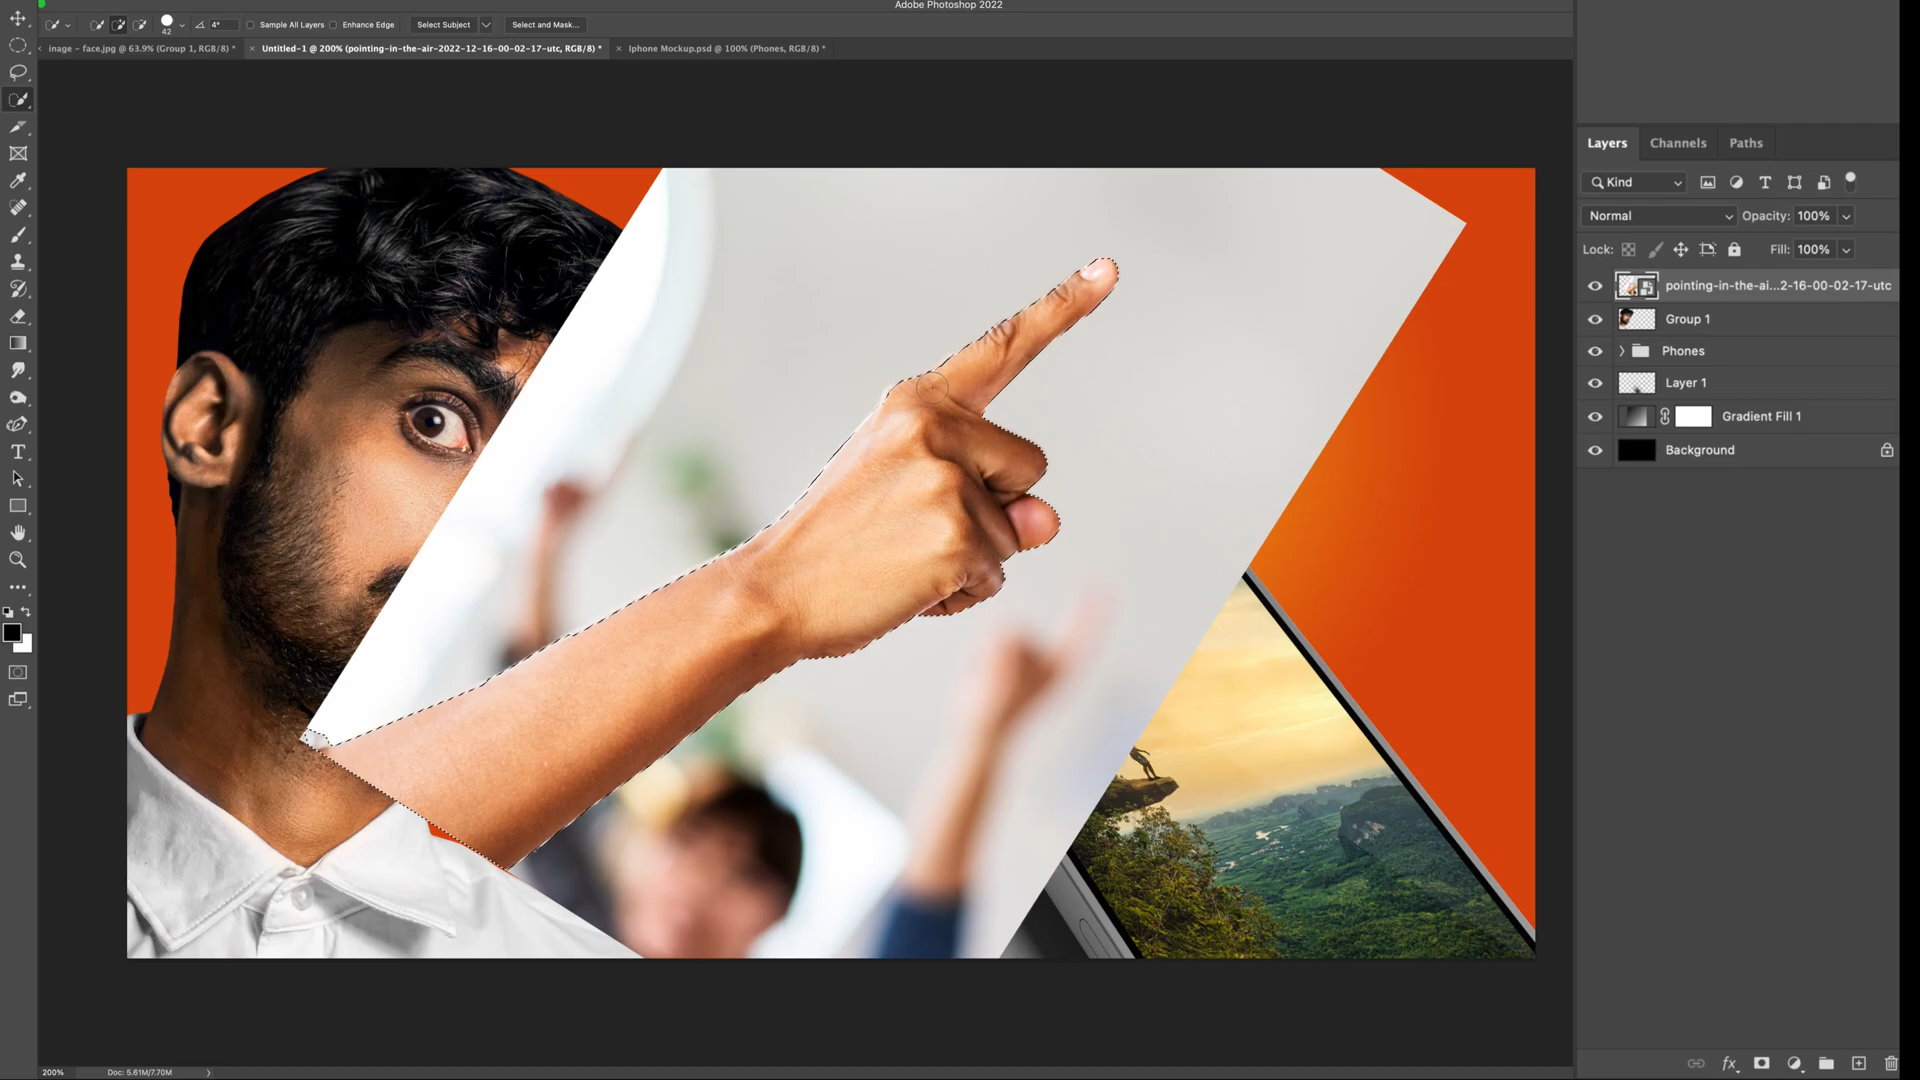 Adobe Photoshop 2022
42
4°
Sample All Layers
Enhance Edge
Select Subject
Select and Mask...
inage - face.jpg @ 63.9% (Group 1, RGB/8) *
× Untitled-1 @ 200% (pointing-in-the-air-2022-12-16-00-02-17-utc, RGB/8) *
× Iphone Mockup.psd @ 100% (Phones, RGB/8) *
Layers
Channels
Paths
Kind
Normal
Opacity: 100%
Lock:
Fill: 100%
pointing-in-the-ai...2-16-00-02-17-utc
Group 1
Phones
Layer 1
Gradient Fill 1
Background
fx
200%
Doc: 5.61M/7.70M